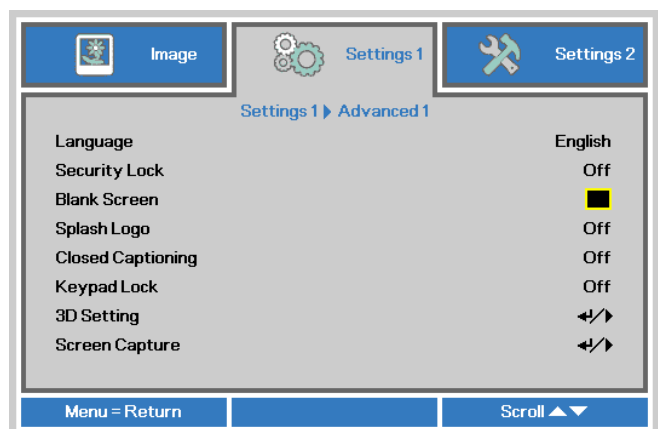 Image
Settings 1
Settings 2
Settings 1 ▶ Advanced 1
Language English
Security Lock Off
Blank Screen
Splash Logo Off
Closed Captioning Off
Keypad Lock Off
3D Setting ↵/▶
Screen Capture ↵/▶
Menu = Return
Scroll ▲▼